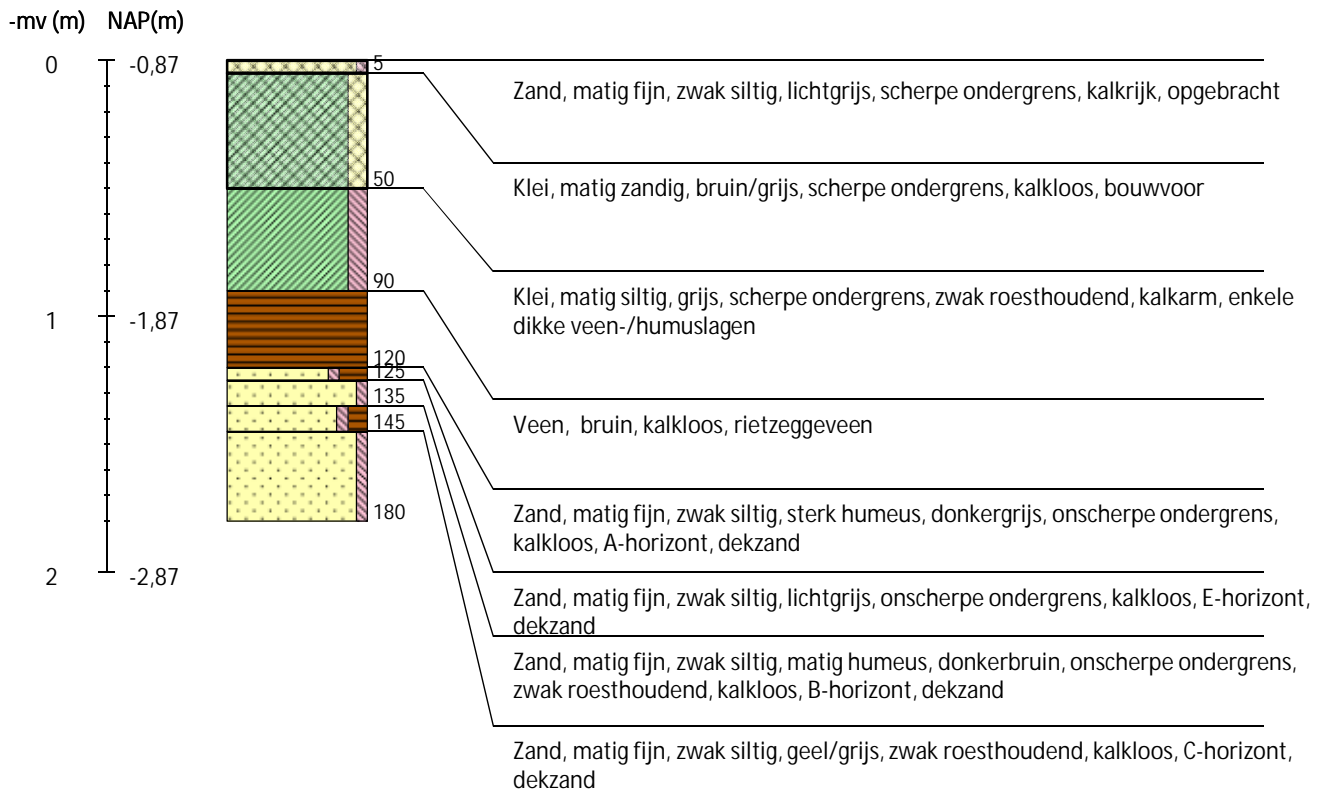 -mv (m) NAP(m)
0 -0,87
5
Zand, matig fijn, zwak siltig, lichtgrijs, scherpe ondergrens, kalkrijk, opgebracht
50
Klei, matig zandig, bruin/grijs, scherpe ondergrens, kalkloos, bouwvoor
90
Klei, matig siltig, grijs, scherpe ondergrens, zwak roesthoudend, kalkarm, enkele
dikke veen-/humuslagen
1 -1,87
120
125
135
145
Veen, bruin, kalkloos, rietzeggeveen
180
Zand, matig fijn, zwak siltig, sterk humeus, donkergrijs, onscherpe ondergrens,
kalkloos, A-horizont, dekzand
2 -2,87
Zand, matig fijn, zwak siltig, lichtgrijs, onscherpe ondergrens, kalkloos, E-horizont,
dekzand
Zand, matig fijn, zwak siltig, matig humeus, donkerbruin, onscherpe ondergrens,
zwak roesthoudend, kalkloos, B-horizont, dekzand
Zand, matig fijn, zwak siltig, geel/grijs, zwak roesthoudend, kalkloos, C-horizont,
dekzand